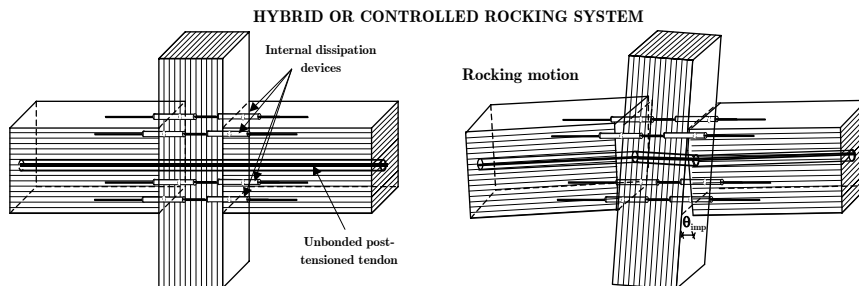 HYBRID OR CONTROLLED ROCKING SYSTEM
Internal dissipation
devices
Rocking motion
Unbonded post-
tensioned tendon
θimp